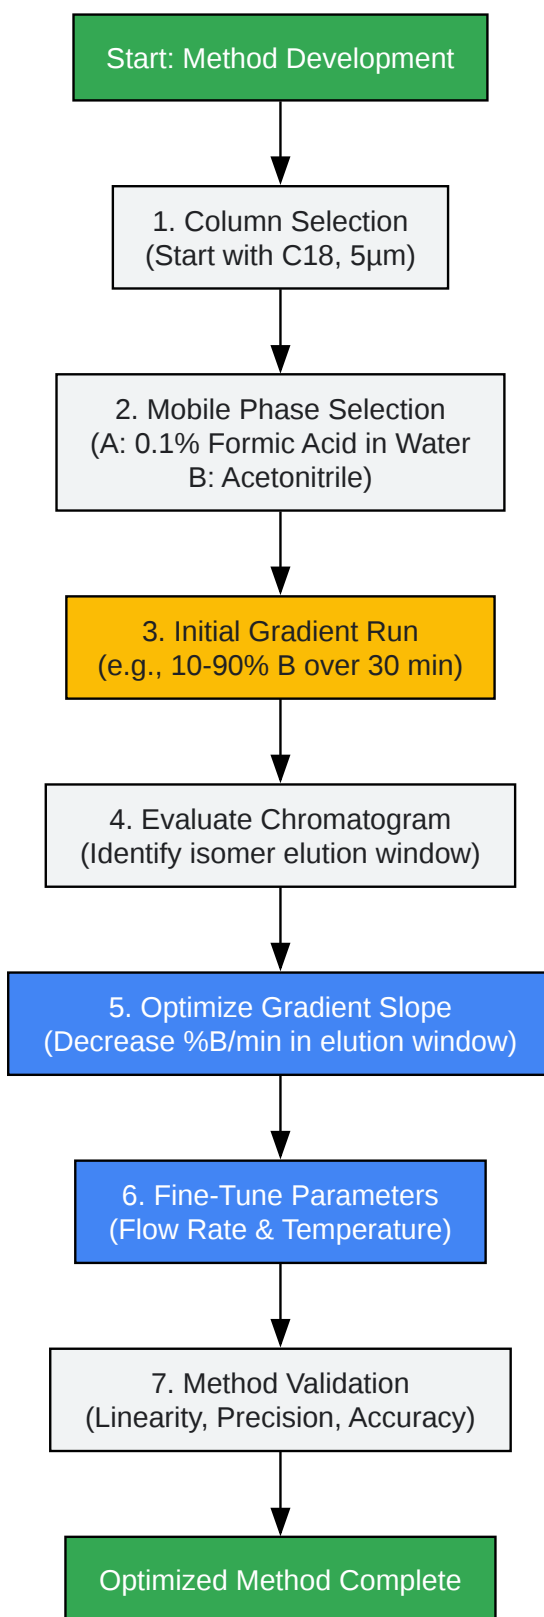 Start: Method Development
1. Column Selection
(Start with C18, 5µm)
2. Mobile Phase Selection
(A: 0.1% Formic Acid in Water
B: Acetonitrile)
3. Initial Gradient Run
(e.g., 10-90% B over 30 min)
4. Evaluate Chromatogram
(Identify isomer elution window)
5. Optimize Gradient Slope
(Decrease %B/min in elution window)
6. Fine-Tune Parameters
(Flow Rate & Temperature)
7. Method Validation
(Linearity, Precision, Accuracy)
Optimized Method Complete